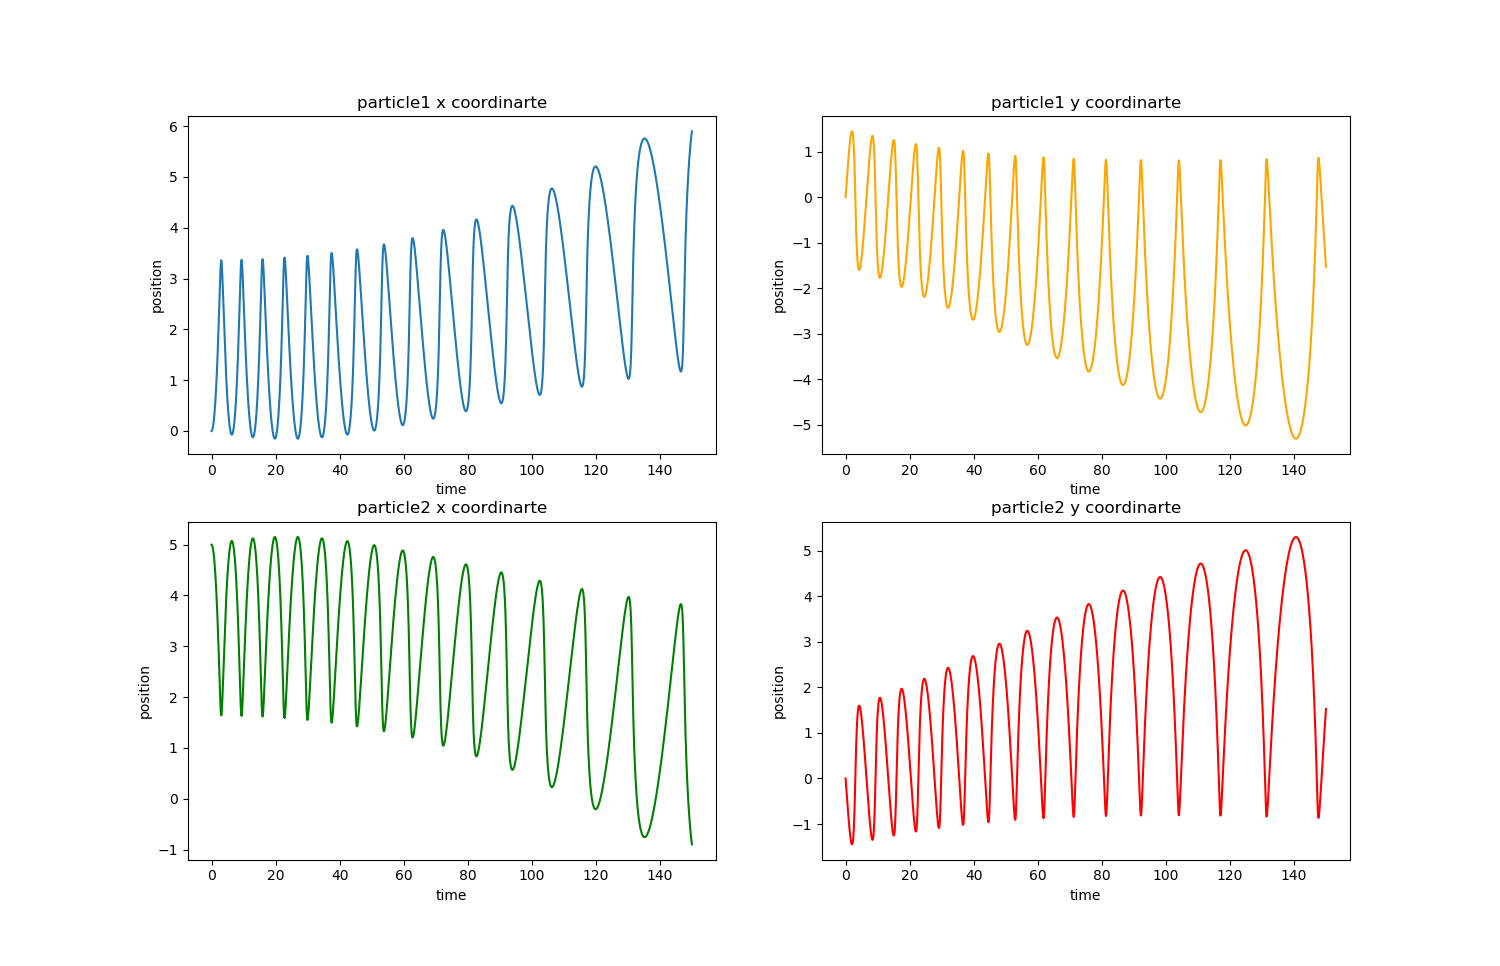 particle1 x coordinarte
position
6
5
4
3
2
1
0
0 20 40 60 80 100 120 140
time
particle1 y coordinarte
position
1
0
−1
−2
−3
−4
−5
0 20 40 60 80 100 120 140
time
particle2 x coordinarte
position
5
4
3
2
1
0
−1
0 20 40 60 80 100 120 140
time
particle2 y coordinarte
position
5
4
3
2
1
0
−1
0 20 40 60 80 100 120 140
time